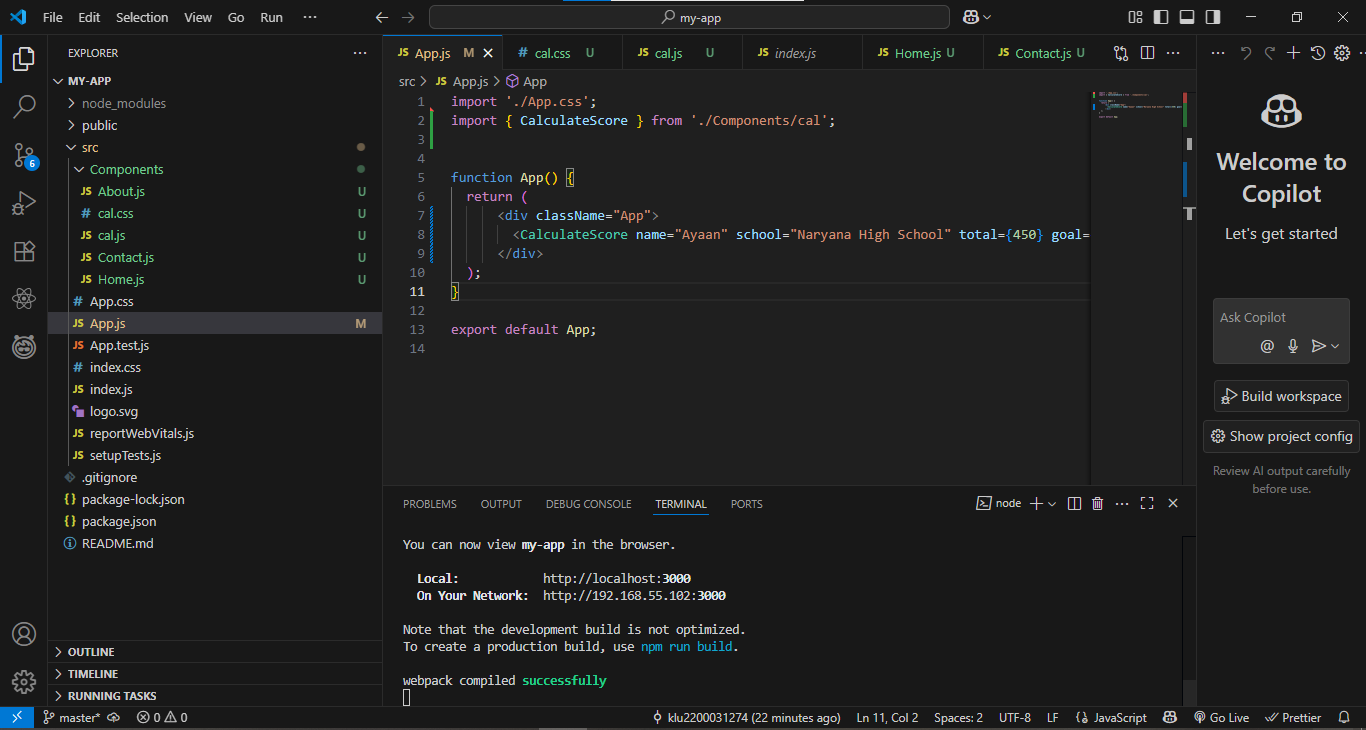 File Edit Selection View Go Run ··· my-app
EXPLORER
MY-APP
node_modules
public
src
Components
JS About.js U
# cal.css U
JS cal.js U
JS Contact.js U
JS Home.js U
# App.css
JS App.js M
JS App.test.js
# index.css
JS index.js
logo.svg
JS reportWebVitals.js
JS setupTests.js
.gitignore
{} package-lock.json
{} package.json
README.md
OUTLINE
TIMELINE
RUNNING TASKS
6
JS App.js M # cal.css U JS cal.js U JS index.js JS Home.js U JS Contact.js U
src > JS App.js > App
1 import './App.css';
2 import { CalculateScore } from './Components/cal';
3
4
5 function App() {
6 return (
7 <div className="App">
8 <CalculateScore name="Ayaan" school="Naryana High School" total={450} goal=
9 </div>
10 );
11 }
12
13 export default App;
14
PROBLEMS OUTPUT DEBUG CONSOLE TERMINAL PORTS node
You can now view my-app in the browser.
Local: http://localhost:3000
On Your Network: http://192.168.55.102:3000
Note that the development build is not optimized.
To create a production build, use npm run build.
webpack compiled successfully
Welcome to
Copilot
Let's get started
Ask Copilot
@
Build workspace
Show project config
Review AI output carefully
before use.
master* 0 0 klu2200031274 (22 minutes ago) Ln 11, Col 2 Spaces: 2 UTF-8 LF {} JavaScript Go Live Prettier